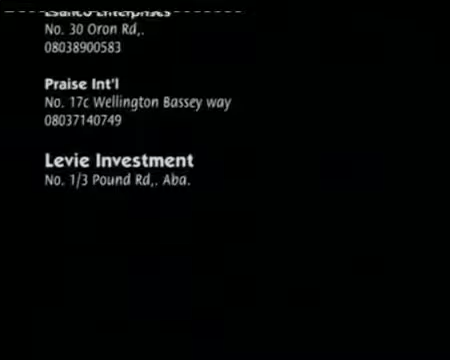 Enterprises
No. 30 Oron Rd,.
08038900583
Praise Int'l
No. 17c Wellington Bassey way
08037140749
Levie Investment
No. 1/3 Pound Rd,. Aba.